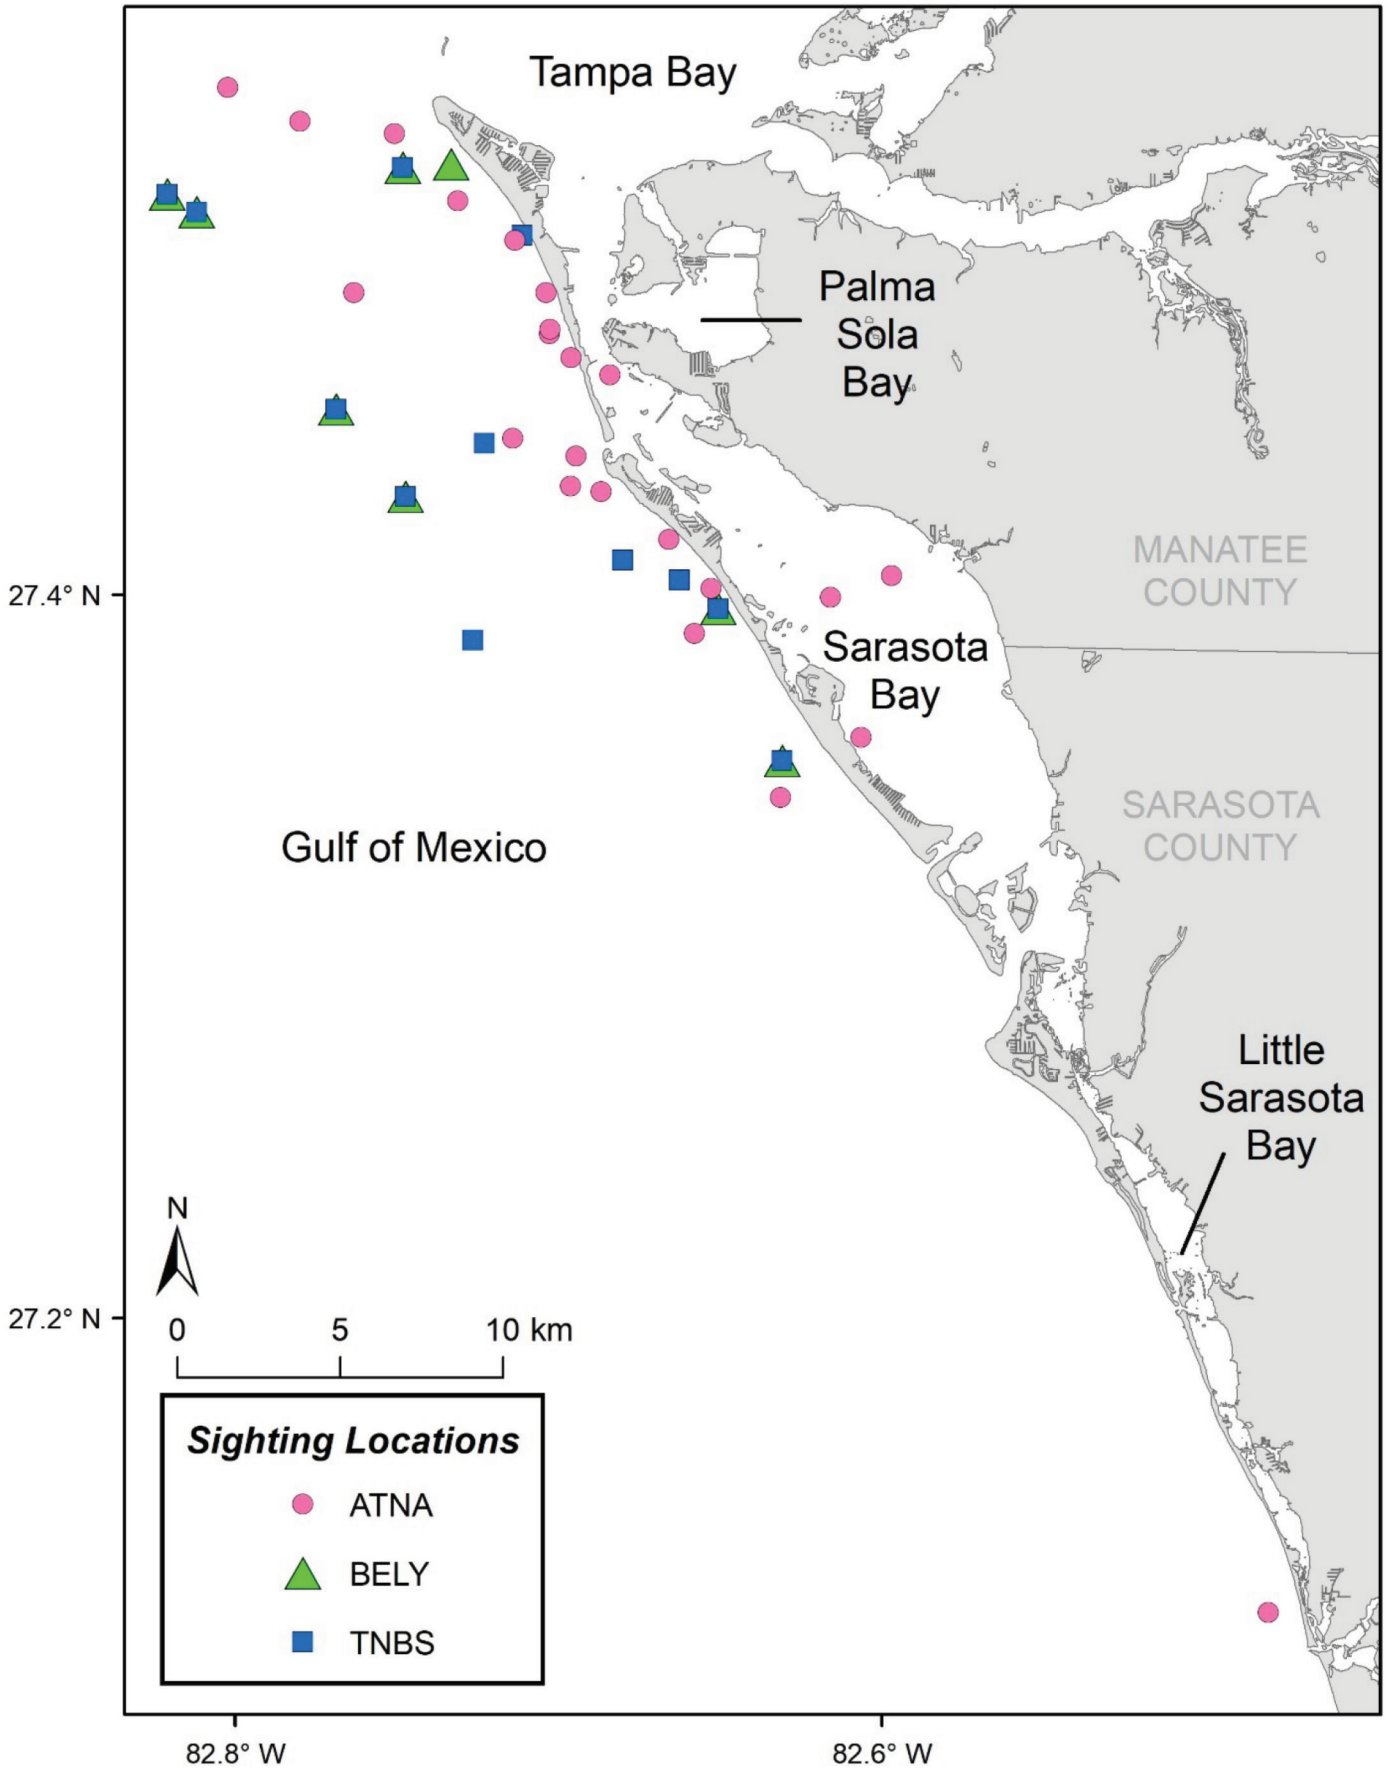 Tampa Bay
Palma
Sola
Bay
MANATEE
COUNTY
27.4° N
Sarasota
Bay
SARASOTA
COUNTY
Gulf of Mexico
Little
Sarasota
Bay
N
27.2° N
0 5 10 km
Sighting Locations
ATNA
BELY
TNBS
82.8° W 82.6° W